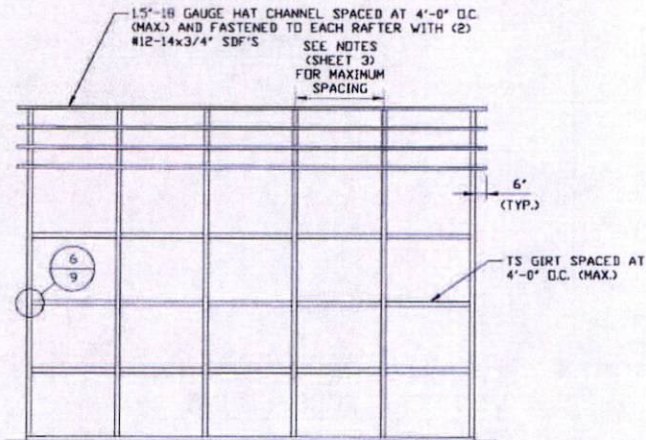 1.5"-18 GAUGE HAT CHANNEL SPACED AT 4'-0" O.C.
(MAX.) AND FASTENED TO EACH RAFTER WITH (2)
#12-14x3/4" SDF'S
SEE NOTES
(SHEET 3)
FOR MAXIMUM
SPACING
6"
(TYP.)
6
9
TS GIRT SPACED AT
4'-0" O.C. (MAX.)